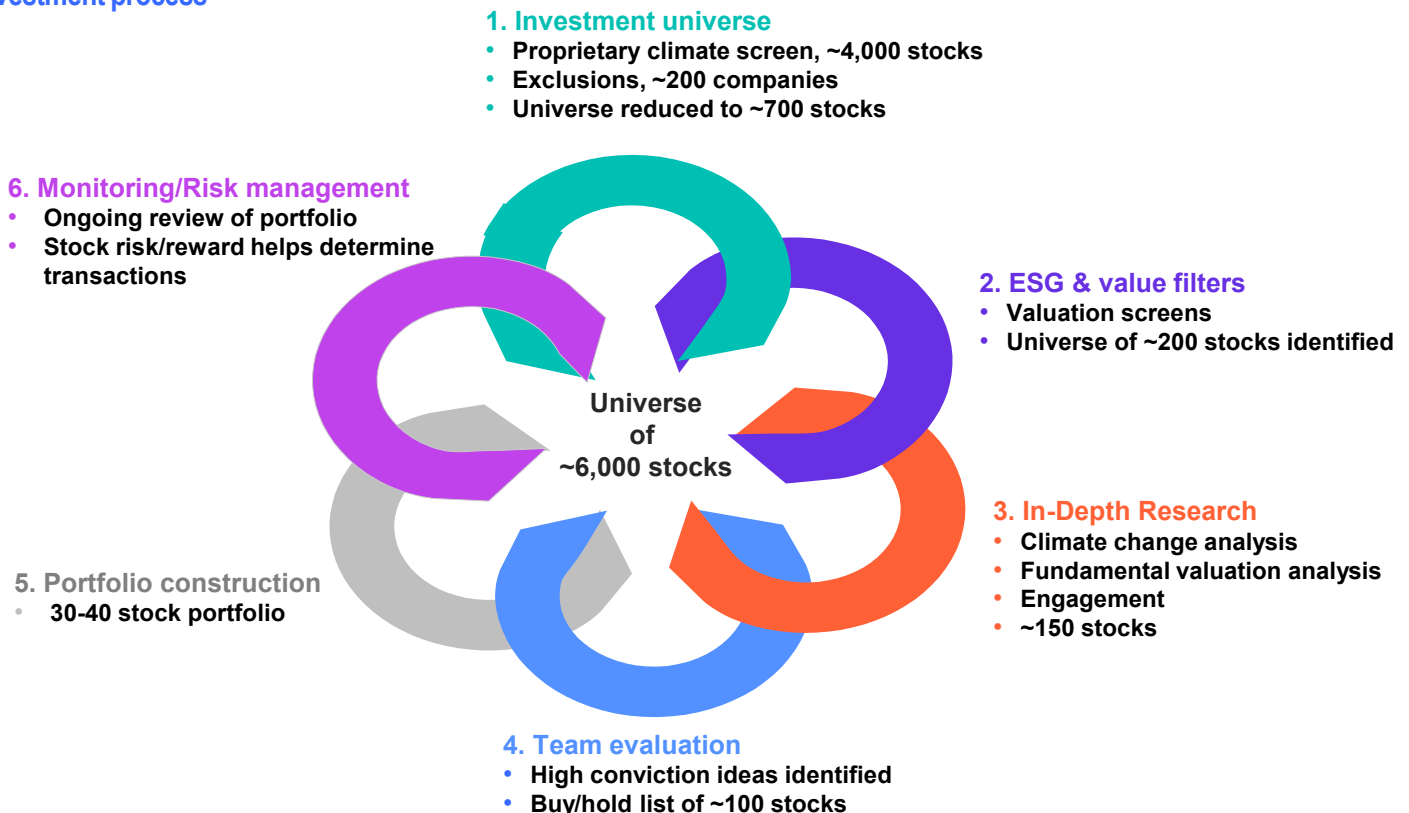 investment process
1. Investment universe
• Proprietary climate screen, ~4,000 stocks
• Exclusions, ~200 companies
• Universe reduced to ~700 stocks
6. Monitoring/Risk management
• Ongoing review of portfolio
• Stock risk/reward helps determine
transactions
2. ESG & value filters
• Valuation screens
• Universe of ~200 stocks identified
Universe
of
~6,000 stocks
3. In-Depth Research
• Climate change analysis
• Fundamental valuation analysis
• Engagement
• ~150 stocks
5. Portfolio construction
• 30-40 stock portfolio
4. Team evaluation
• High conviction ideas identified
• Buy/hold list of ~100 stocks